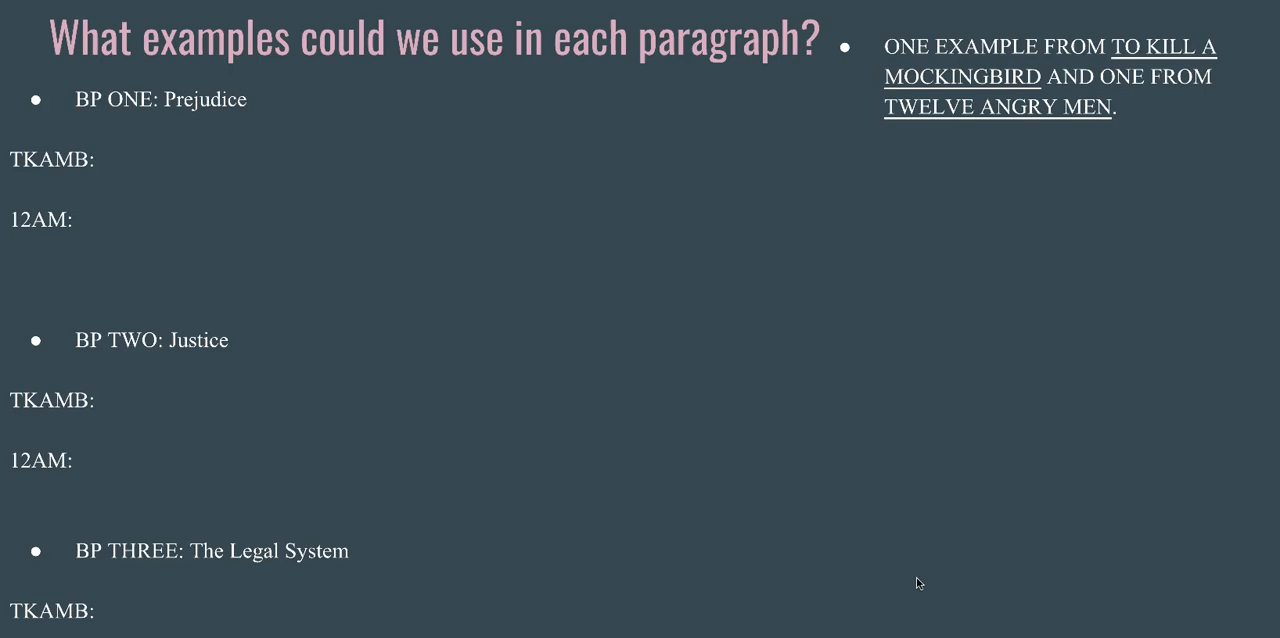 What examples could we use in each paragraph?
● BP ONE: Prejudice
TKAMB:
12AM:
● BP TWO: Justice
TKAMB:
12AM:
● BP THREE: The Legal System
TKAMB:
● ONE EXAMPLE FROM TO KILL A
MOCKINGBIRD AND ONE FROM
TWELVE ANGRY MEN.